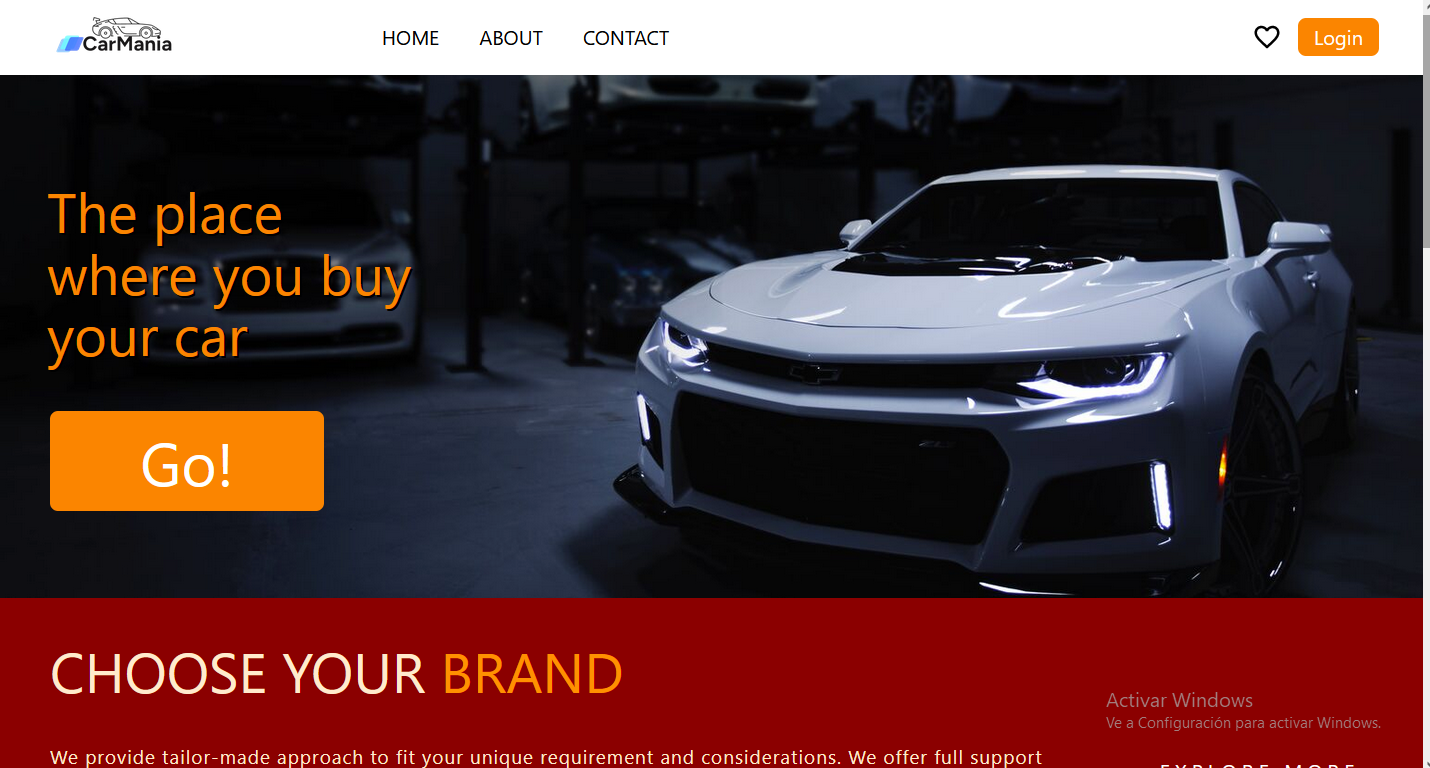 CarMania
HOME ABOUT CONTACT
Login
The place
where you buy
your car
Go!
ZL1
CHOOSE YOUR BRAND
Activar Windows
Ve a Configuración para activar Windows.
We provide tailor-made approach to fit your unique requirement and considerations. We offer full support
EXPLORE MORE